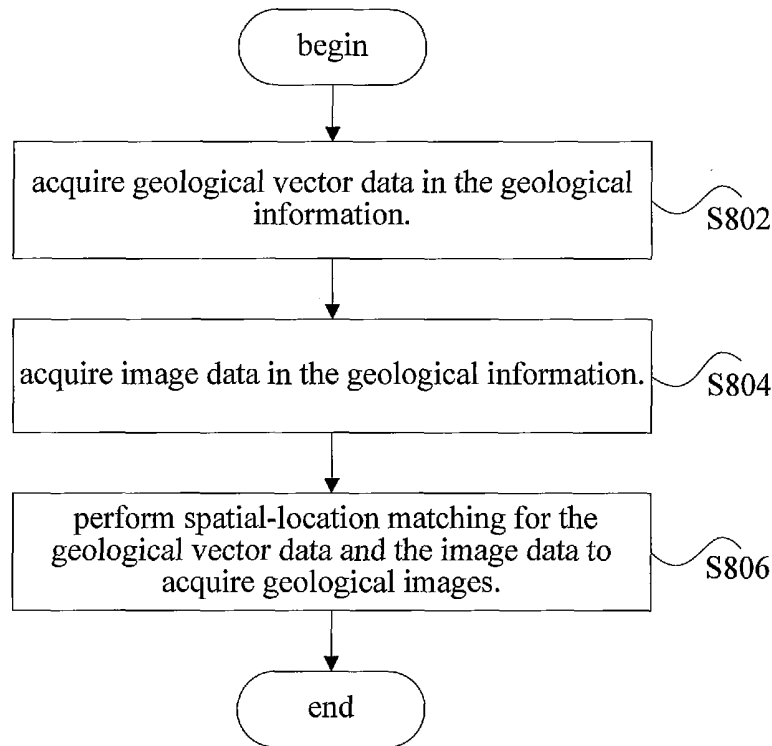 begin
acquire geological vector data in the geological
information.
S802
acquire image data in the geological information.
S804
perform spatial-location matching for the
geological vector data and the image data to
acquire geological images.
S806
end